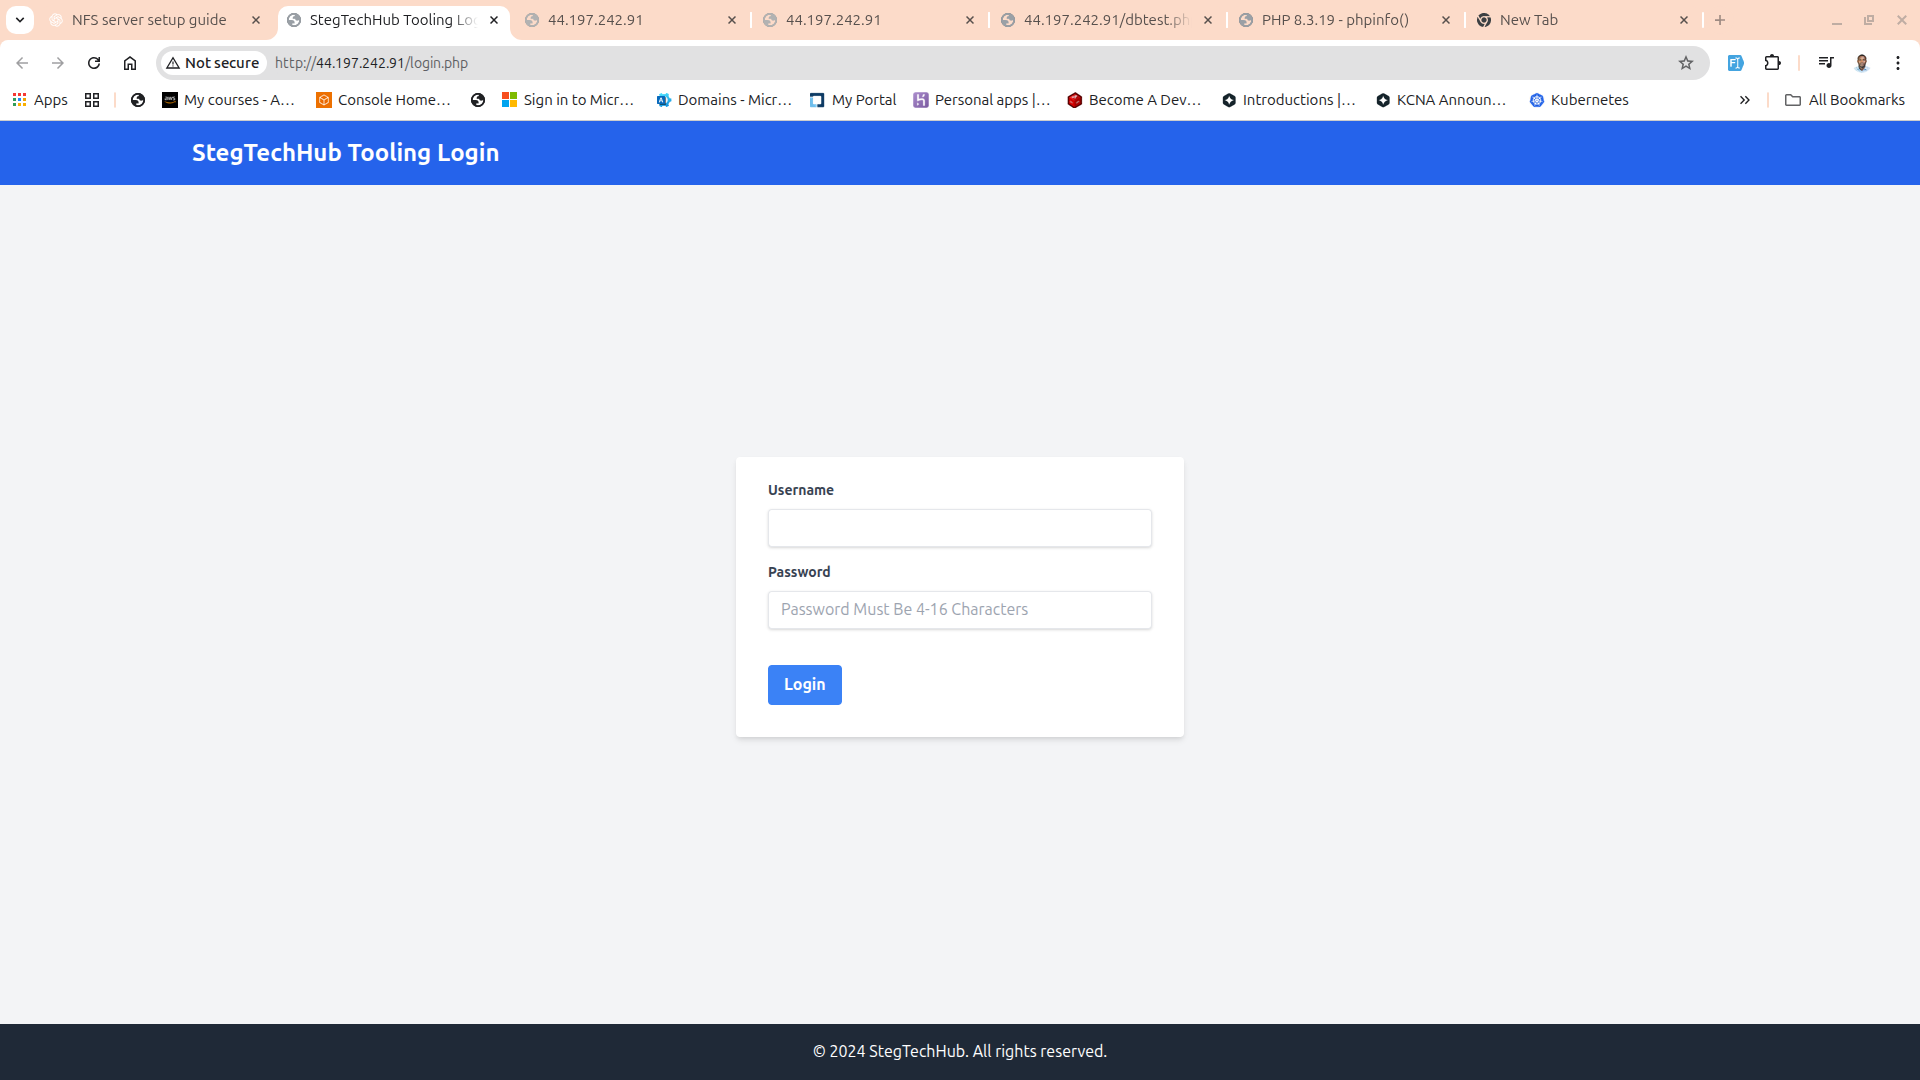 NFS server setup guide
StegTechHub Tooling Lo
44.197.242.91
44.197.242.91
44.197.242.91/dbtest.ph
PHP 8.3.19 - phpinfo()
New Tab
Not secure
http://44.197.242.91/login.php
Apps
My courses - A...
Console Home...
Sign in to Micr...
Domains - Micr...
My Portal
Personal apps |...
Become A Dev...
Introductions |...
KCNA Announ...
Kubernetes
All Bookmarks
StegTechHub Tooling Login
Username
Password
Password Must Be 4-16 Characters
Login
© 2024 StegTechHub. All rights reserved.